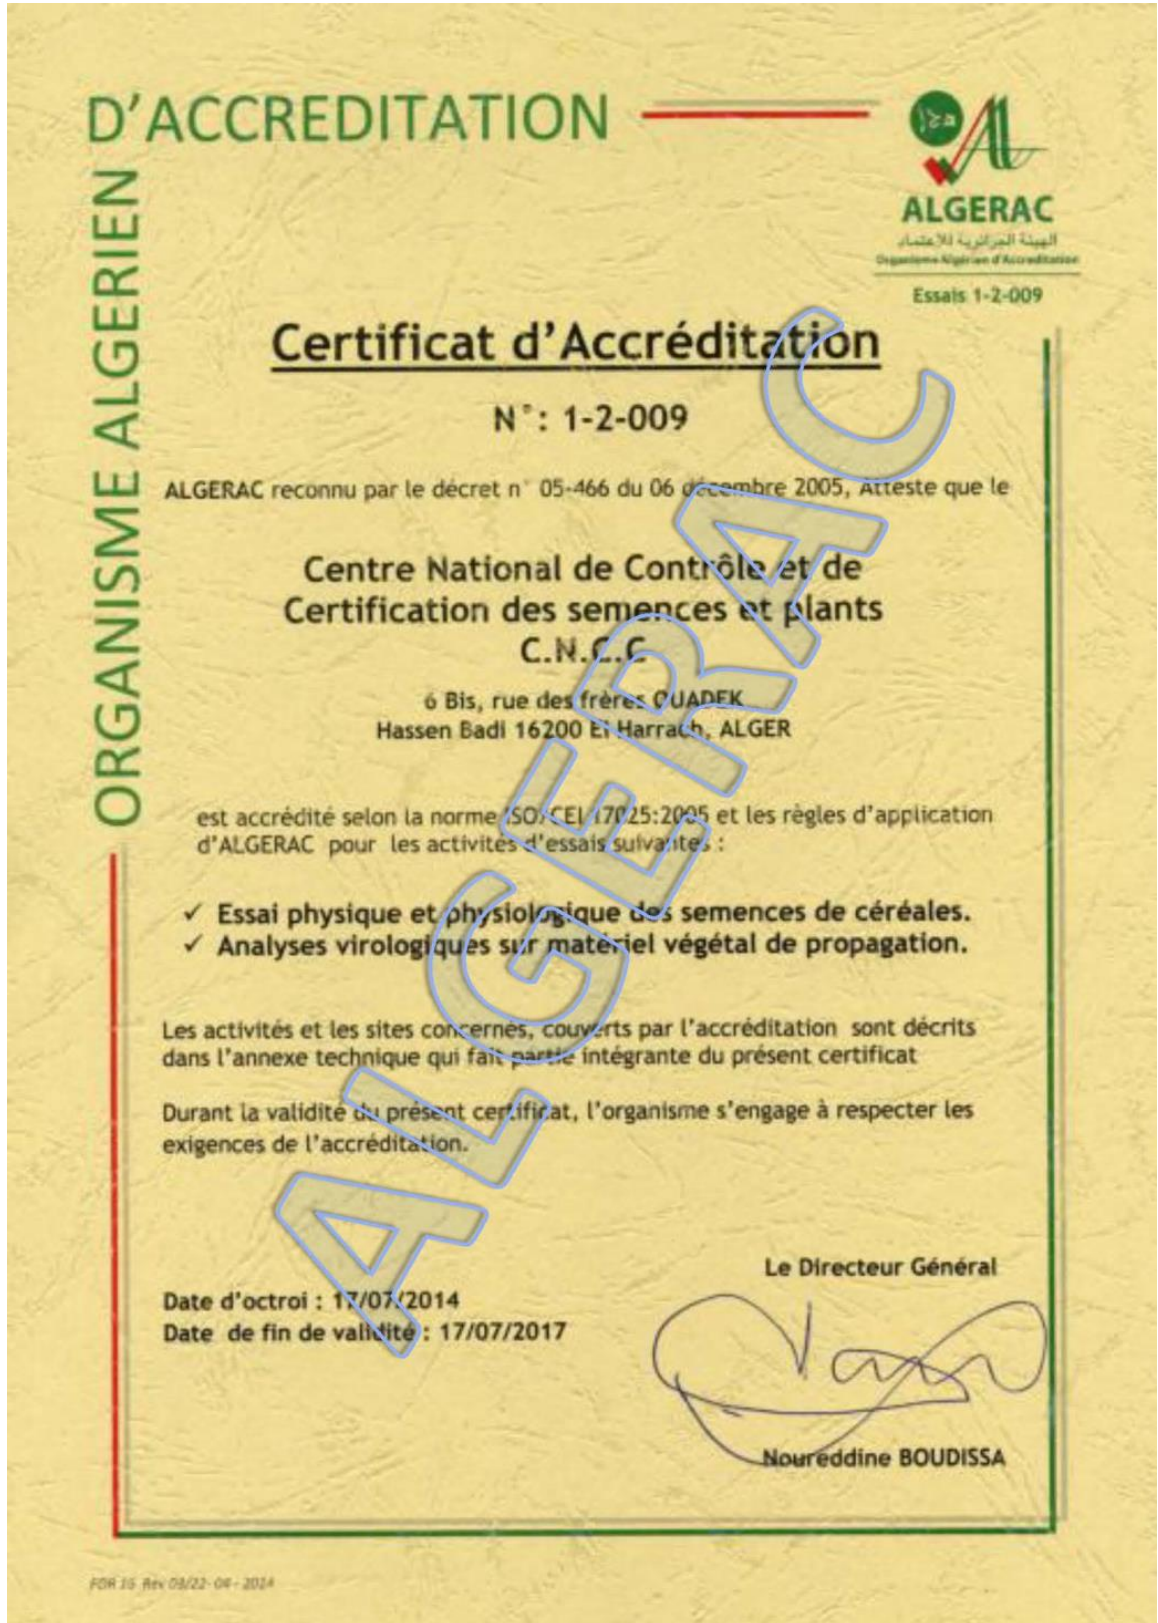 ORGANISME ALGERIEN
D'ACCREDITATION
ALGERAC
الهيئة الجزائرية للاعتماد
Organisme Algérien d'Accreditation
Essais 1-2-009
Certificat d'Accréditation
N°: 1-2-009
ALGERAC reconnu par le décret n° 05-466 du 06 décembre 2005, Atteste que le
Centre National de Contrôle et de
Certification des semences et plants
C.N.C.C
6 Bis, rue des frères OUADEK
Hassen Badi 16200 El Harrach, ALGER
est accrédité selon la norme ISO/CEI 17025:2005 et les règles d'application
d'ALGERAC pour les activités d'essais suivantes :
✓ Essai physique et physiologique des semences de céréales.
✓ Analyses virologiques sur matériel végétal de propagation.
Les activités et les sites concernés, couverts par l'accréditation sont décrits
dans l'annexe technique qui fait partie intégrante du présent certificat
Durant la validité du présent certificat, l'organisme s'engage à respecter les
exigences de l'accréditation.
Le Directeur Général
Date d'octroi : 17/07/2014
Date de fin de validité : 17/07/2017
Noureddine BOUDISSA
ALGERAC